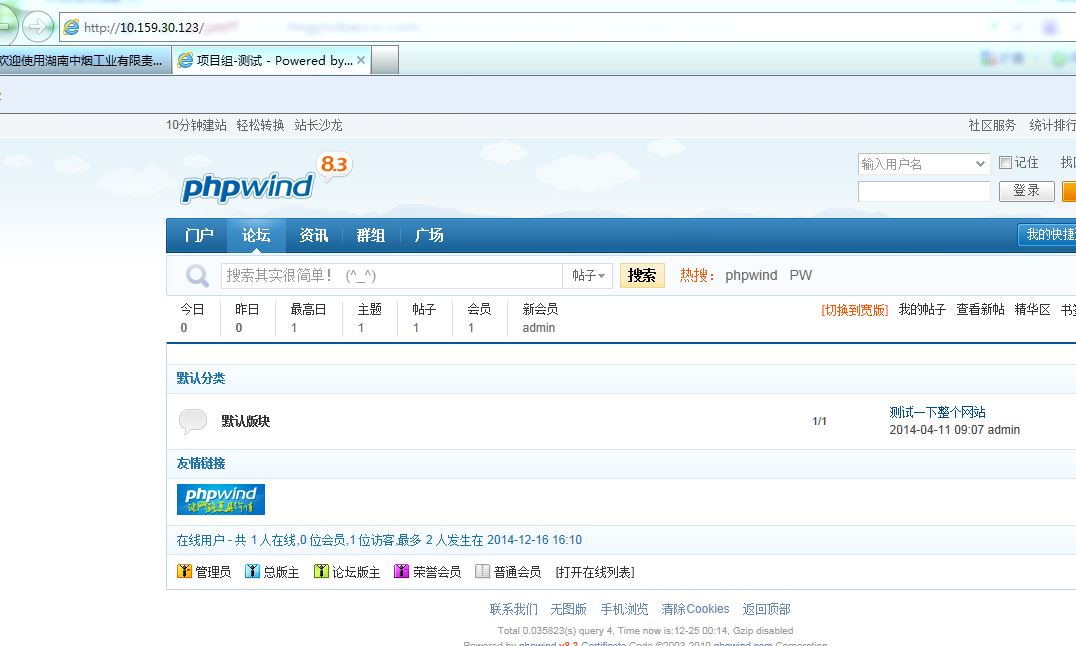 http://10.159.30.123/
欢迎使用湖南中烟工业有限责... 项目组-测试 - Powered by...
10分钟建站 轻松转换 站长沙龙 社区服务 统计排行
phpwind 8.3
输入用户名 记住
登录
门户 论坛 资讯 群组 广场 我的快捷
搜索其实很简单! (^_^) 帖子 搜索 热搜: phpwind PW
今日 昨日 最高日 主题 帖子 会员 新会员 [切换到宽版] 我的帖子 查看新帖 精华区
0 0 1 1 1 1 admin
默认分类
默认版块 1/1 测试一下整个网站
2014-04-11 09:07 admin
友情链接
phpwind
在线用户 - 共 1 人在线,0 位会员,1 位访客,最多 2 人发生在 2014-12-16 16:10
管理员 总版主 论坛版主 荣誉会员 普通会员 [打开在线列表]
联系我们 无图版 手机浏览 清除Cookies 返回顶部
Total 0.035823(s) query 4, Time now is:12-25 00:14, Gzip disabled
Powered by phpwind v8.3 Certificate Code ©2003-2010 phpwind.com Corporation